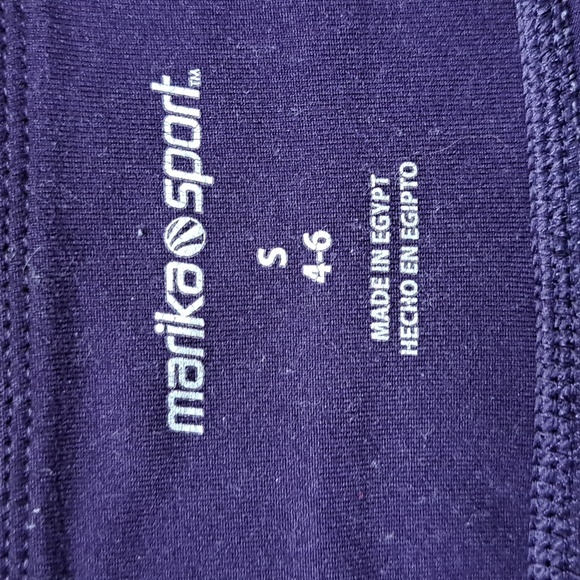 marika sport™
S
4-6
MADE IN EGYPT
HECHO EN EGIPTO